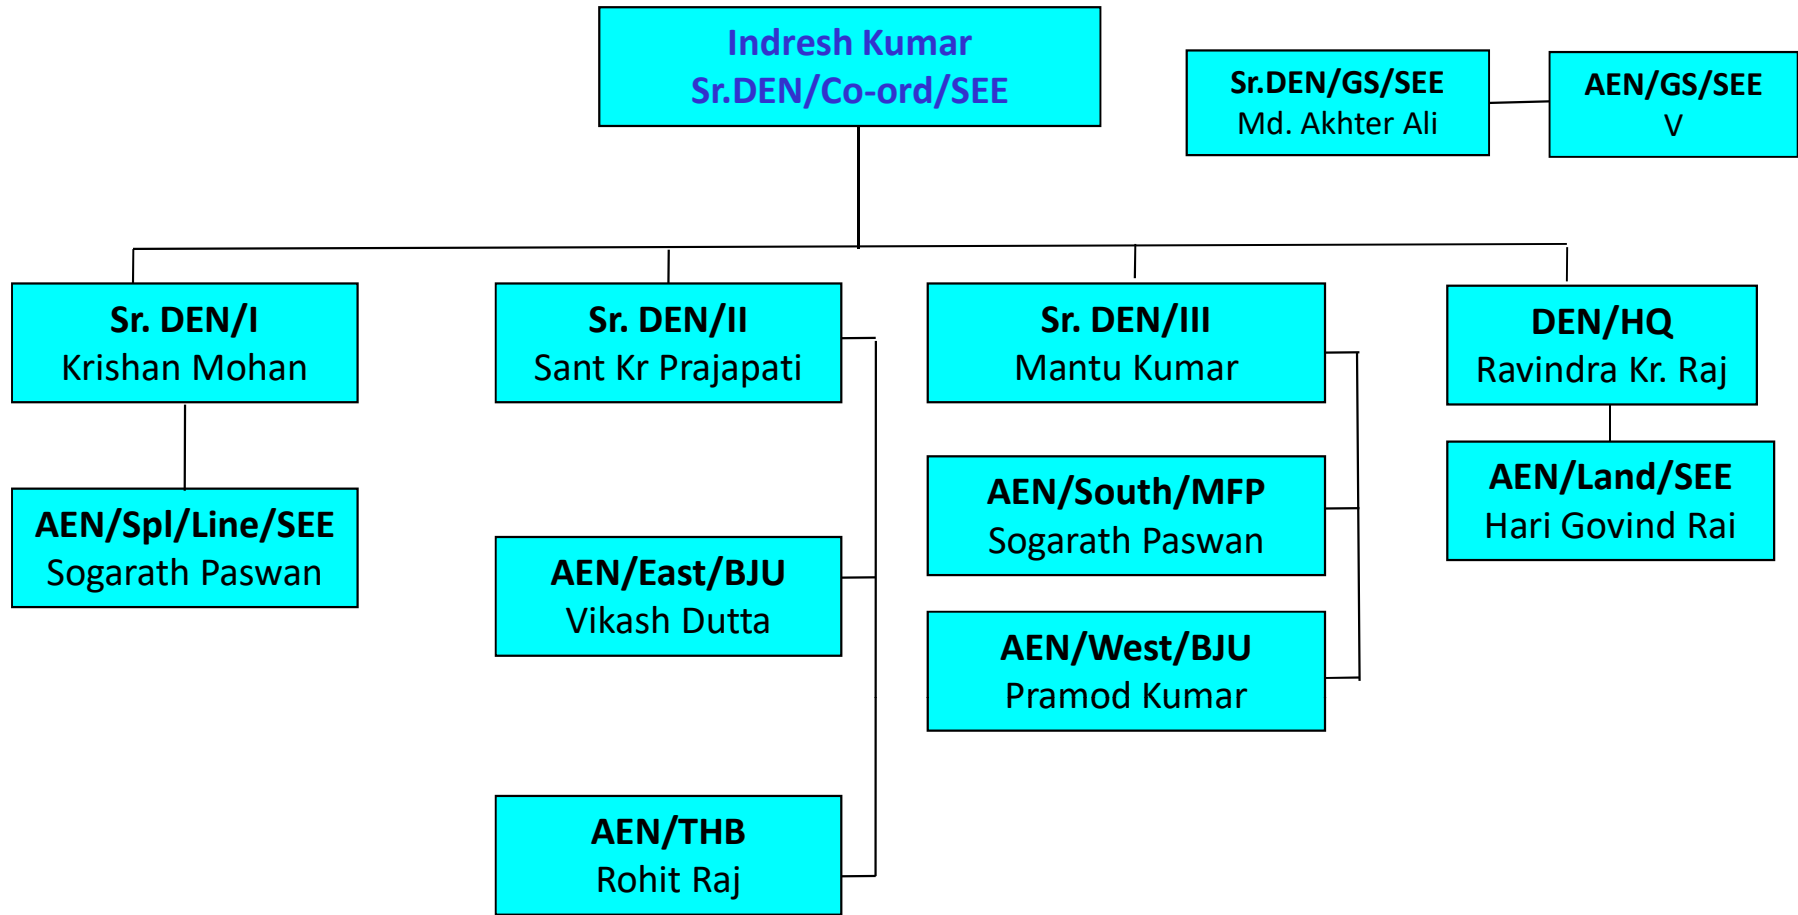 Indresh Kumar
Sr.DEN/Co-ord/SEE
Sr.DEN/GS/SEE
Md. Akhter Ali
AEN/GS/SEE
V
Sr. DEN/I
Krishan Mohan
Sr. DEN/II
Sant Kr Prajapati
Sr. DEN/III
Mantu Kumar
DEN/HQ
Ravindra Kr. Raj
AEN/Spl/Line/SEE
Sogarath Paswan
AEN/East/BJU
Vikash Dutta
AEN/South/MFP
Sogarath Paswan
AEN/Land/SEE
Hari Govind Rai
AEN/West/BJU
Pramod Kumar
AEN/THB
Rohit Raj